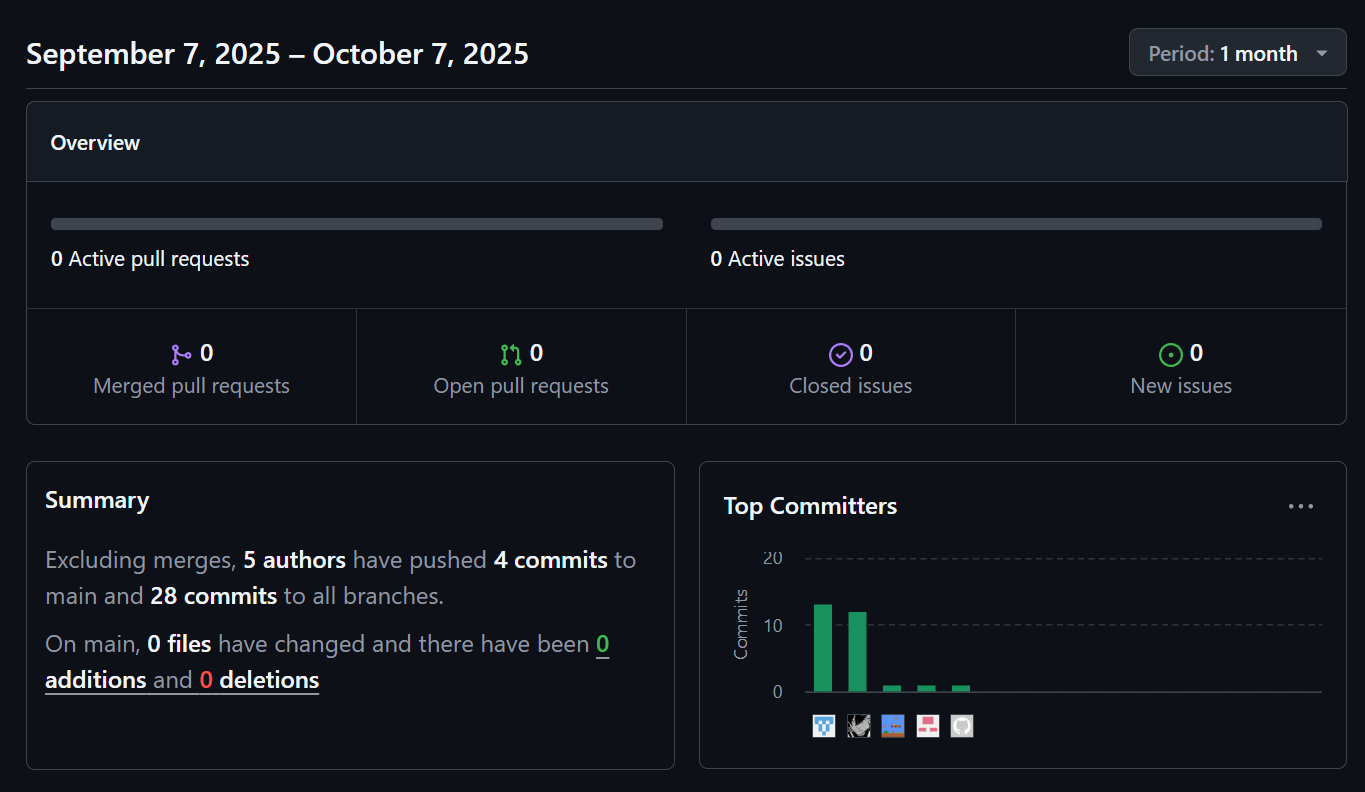 September 7, 2025 – October 7, 2025
Period: 1 month
Overview
0 Active pull requests
0 Active issues
0
Merged pull requests
0
Open pull requests
0
Closed issues
0
New issues
Summary
Excluding merges, 5 authors have pushed 4 commits to
main and 28 commits to all branches.
On main, 0 files have changed and there have been 0
additions and 0 deletions
Top Committers
Commits
20
10
0